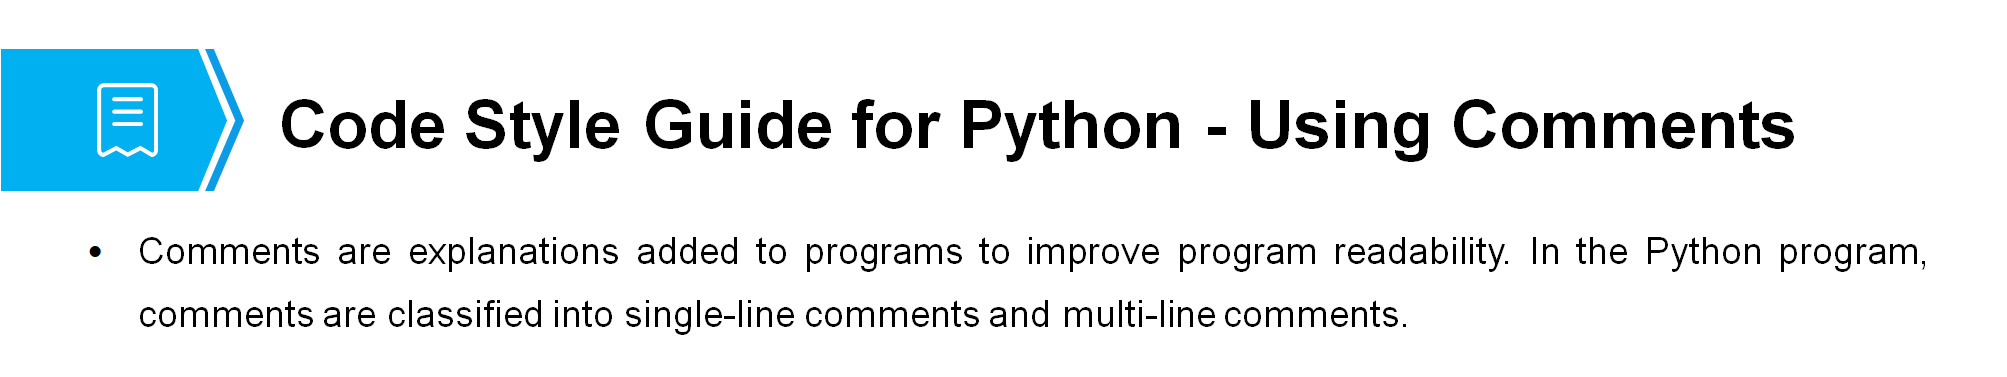 Code Style Guide for Python - Using Comments
• Comments are explanations added to programs to improve program readability. In the Python program,
comments are classified into single-line comments and multi-line comments.